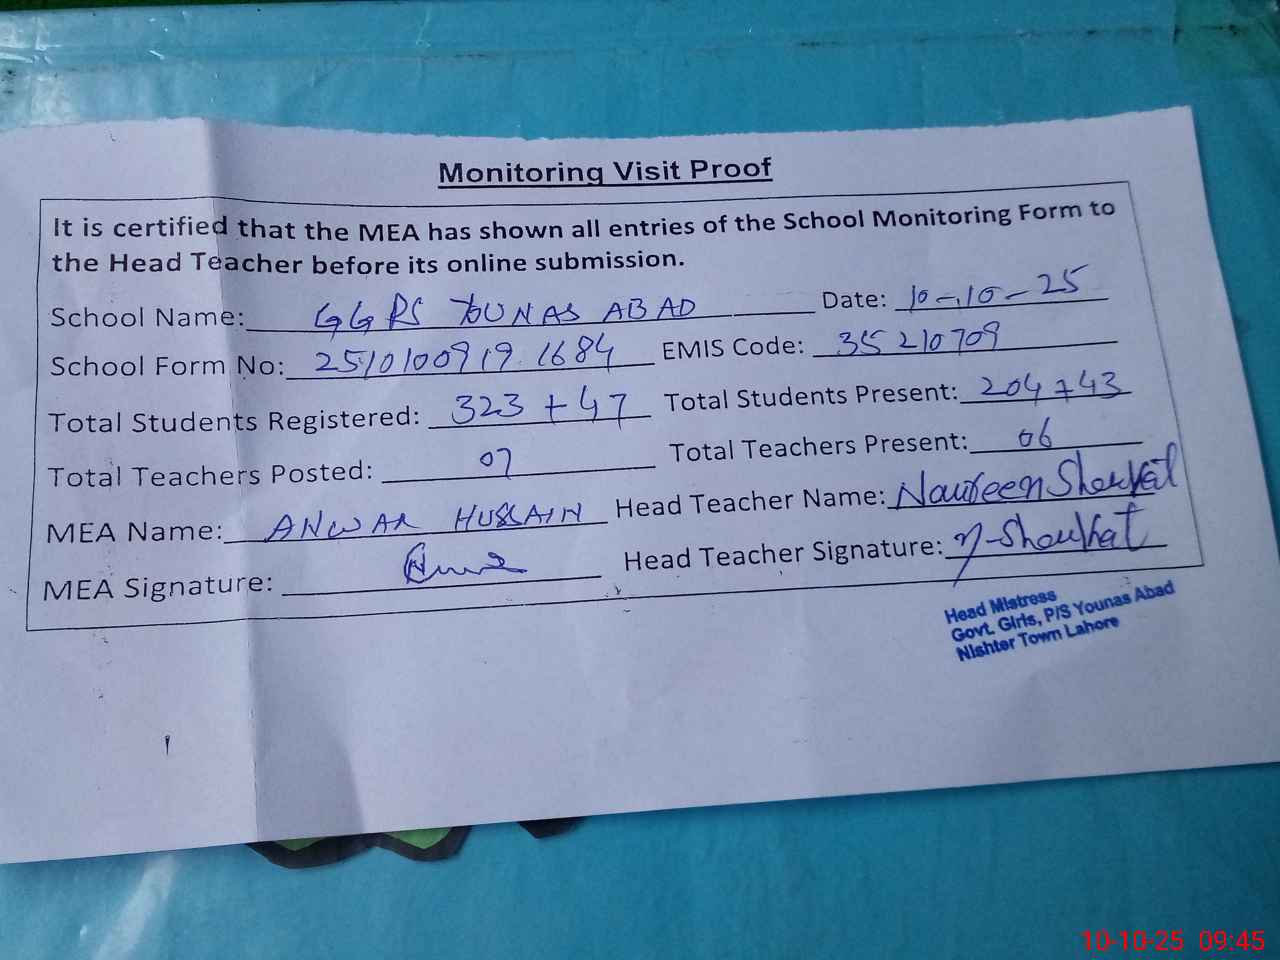 Monitoring Visit Proof
It is certified that the MEA has shown all entries of the School Monitoring Form to
the Head Teacher before its online submission.
School Name: GGPS YOUNAS ABAD Date: 10-10-25
School Form No: 25101009191684 EMIS Code: 35210709
Total Students Registered: 323 + 47 Total Students Present: 204 + 43
Total Teachers Posted: 07 Total Teachers Present: 06
MEA Name: ANWAR HUSSAIN Head Teacher Name: Nawreen Shoukat
MEA Signature: Head Teacher Signature: N-Shoukat
Head Mistress
Govt. Girls, P/S Younas Abad
Nishter Town Lahore
10-10-25 09:45